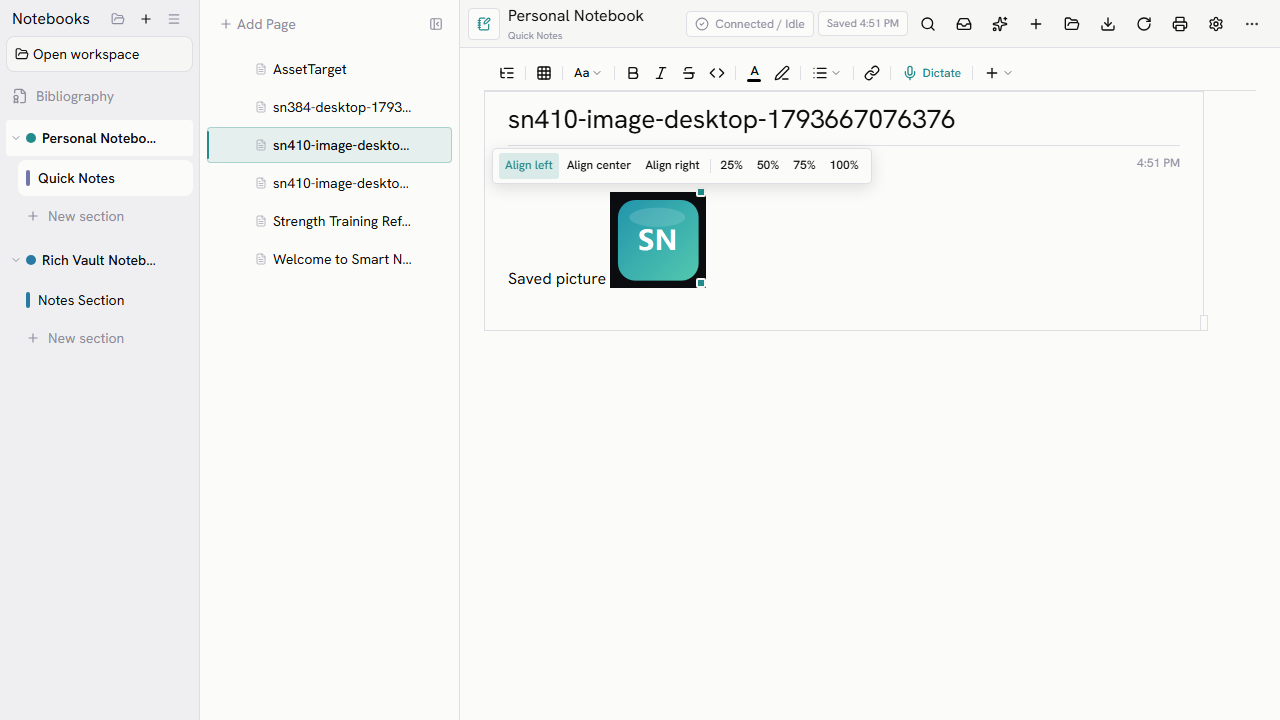 Notebooks
Open workspace
Bibliography
Personal Notebo...
Quick Notes
New section
Rich Vault Noteb...
Notes Section
New section
Add Page
AssetTarget
sn384-desktop-1793...
sn410-image-deskto...
sn410-image-deskto...
Strength Training Ref...
Welcome to Smart N...
Personal Notebook
Quick Notes
Connected / Idle
Saved 4:51 PM
Aa
B I S A
Dictate
sn410-image-desktop-1793667076376
Align left Align center Align right 25% 50% 75% 100%
4:51 PM
SN
Saved picture